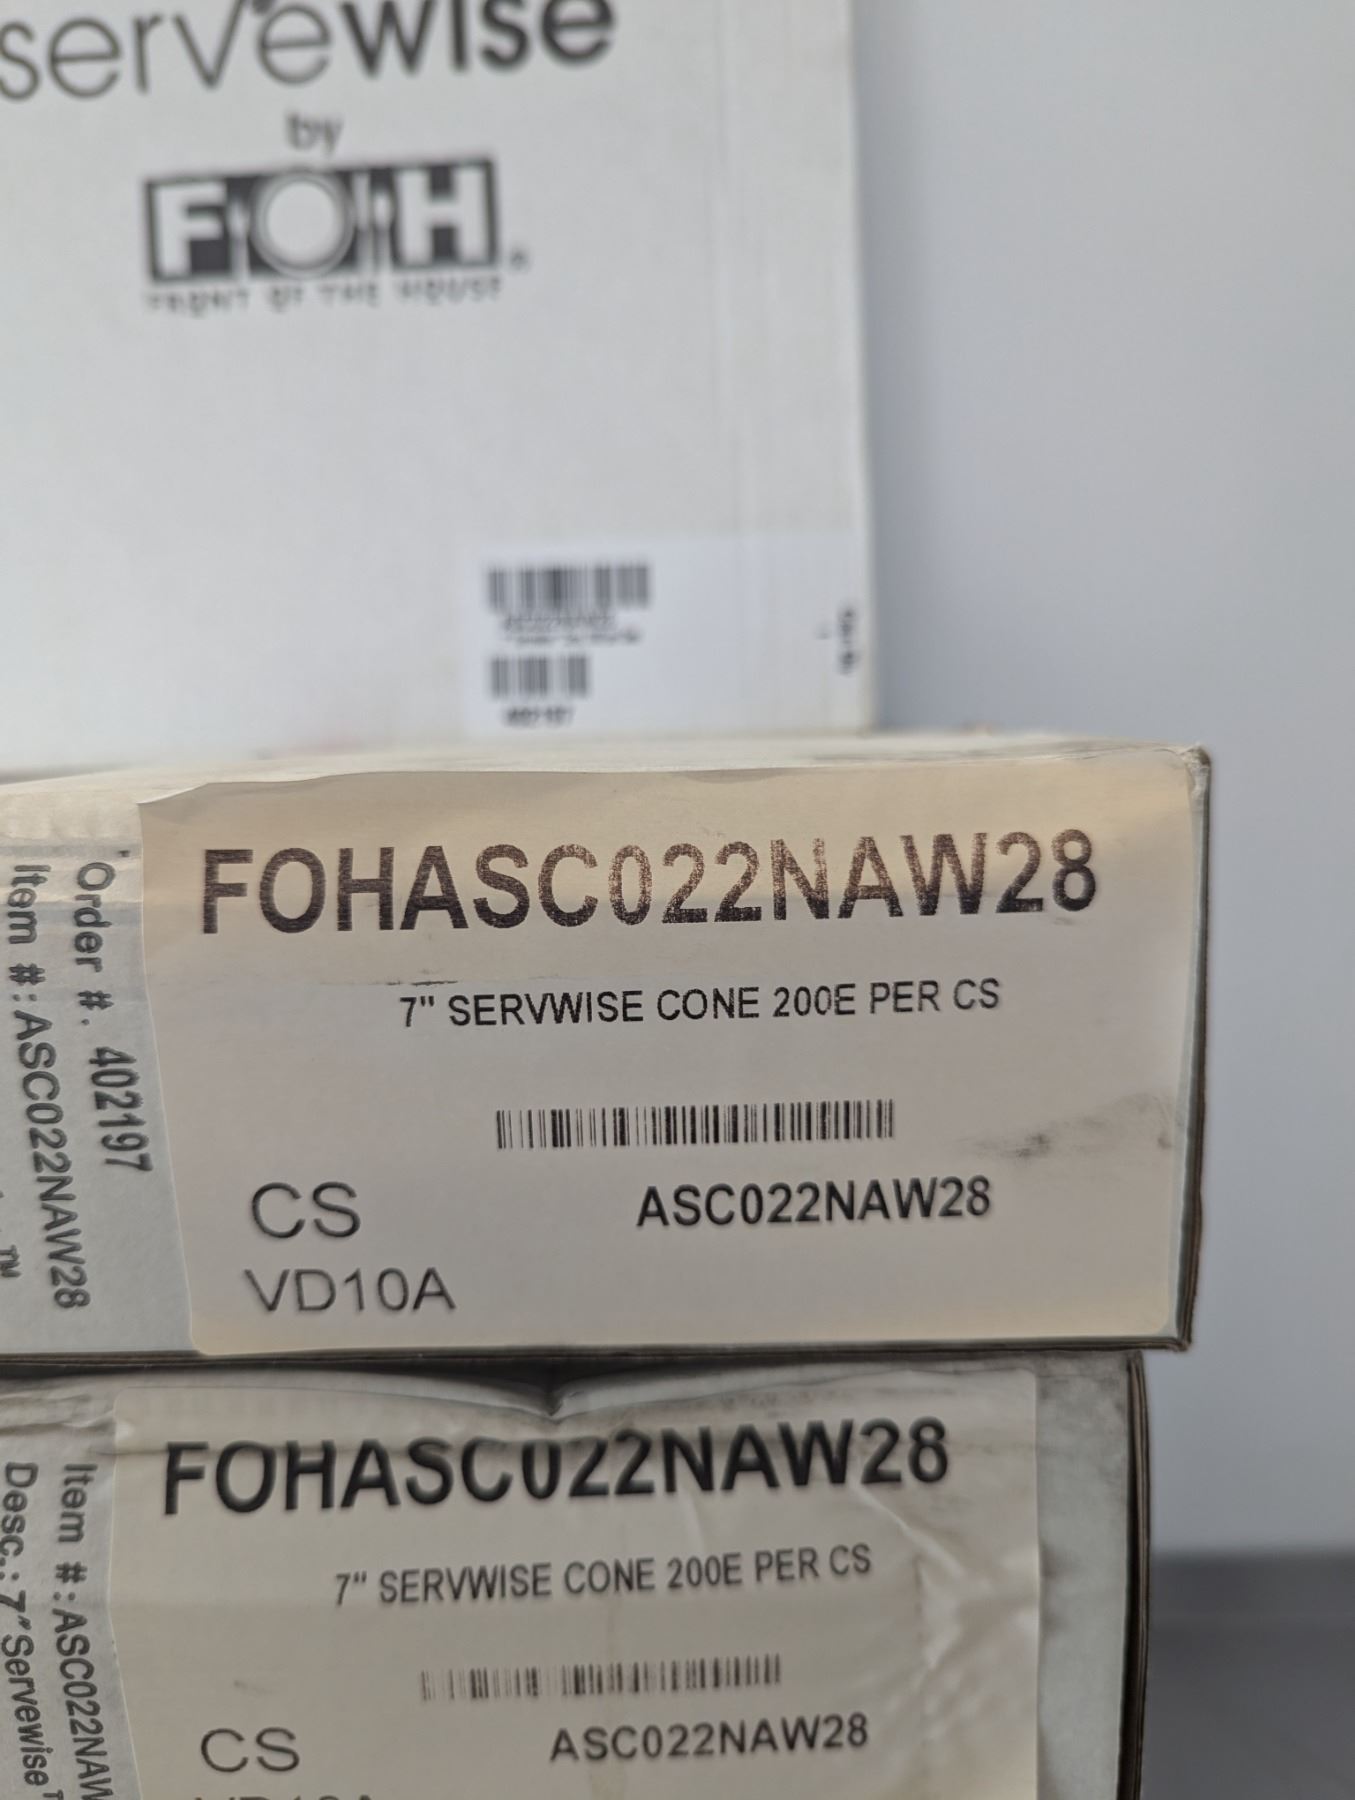 servewise
by
FOH®
FRONT OF THE HOUSE
FOHASC022NAW28
7" SERVWISE CONE 200E PER CS
CS
ASC022NAW28
VD10A
Order #. 402197
Item #:ASC022NAW28
TM
FOHASC022NAW28
7" SERVWISE CONE 200E PER CS
CS
ASC022NAW28
Item #:ASC022NAW
Desc.:7"Servewise